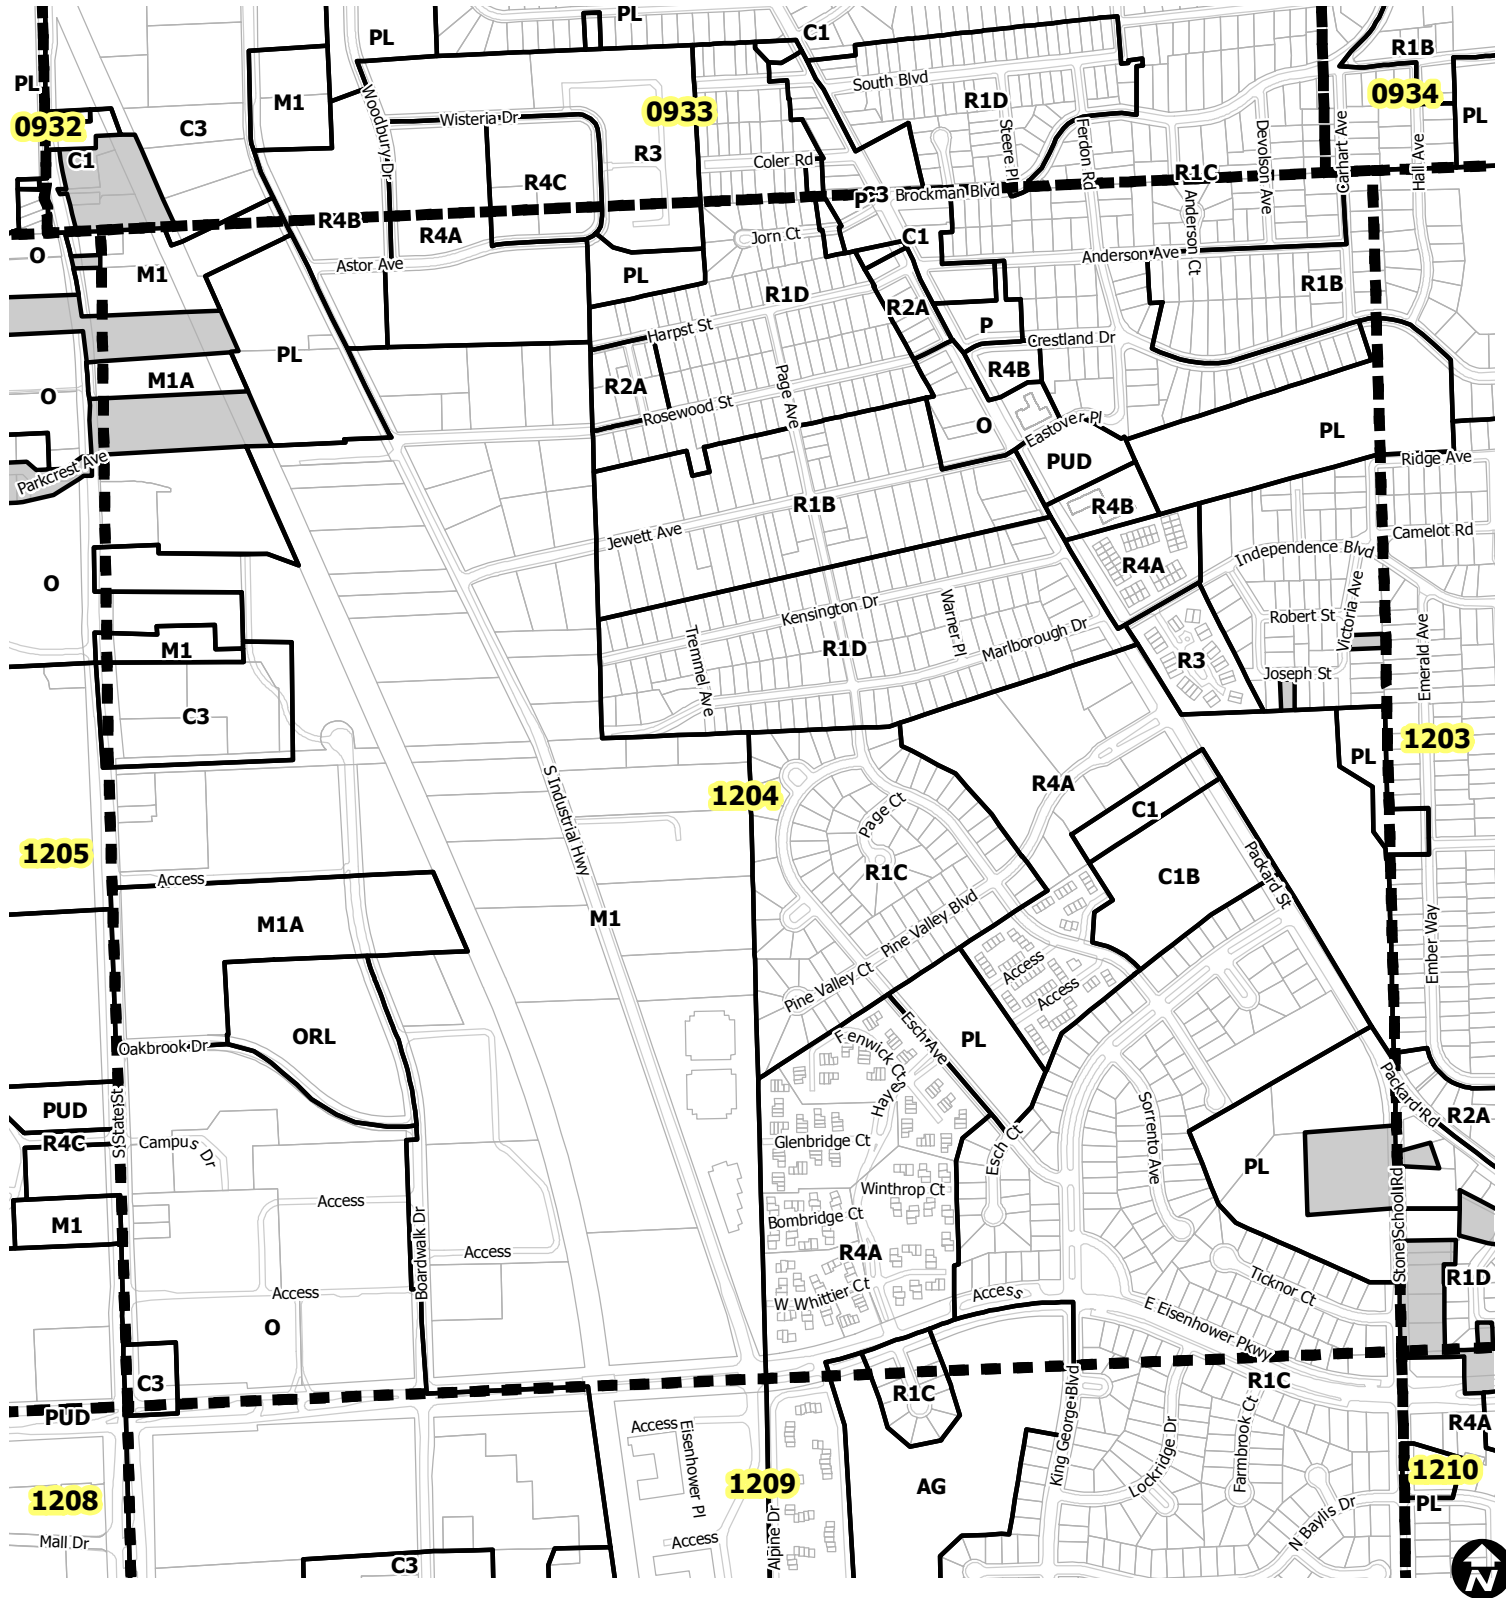 PL
C1
PL
R1B
PL
M1
South Blvd
0934
0933
R1D
PL
0932
C3
Woodbury Dr
Wisteria Dr
Steere Pl
Ferdon Rd
Devolson Ave
Carhart Ave
Hall Ave
C1
R3
Coler Rd
R4C
R1C
Brockman Blvd
Anderson Ct
R4B
R4A
Jorn Ct
C1
O
Astor Ave
Anderson Ave
M1
PL
R1D
R1B
R2A
P
Harpst St
Crestland Dr
PL
R4B
M1A
R2A
Page Ave
O
Rosewood St
O
Eastover Pl
PL
PUD
Ridge Ave
Parkcrest Ave
R1B
R4B
Jewett Ave
Camelot Rd
Independence Blvd
R4A
O
Kensington Dr
Warner Pl
Robert St
Victoria Ave
Tremmel Ave
Marlborough Dr
R1D
M1
R3
Joseph St
Emerald Ave
C3
1203
PL
S Industrial Hwy
1204
R4A
Page Ct
C1
1205
R1C
Packard St
C1B
Access
M1
M1A
Pine Valley Blvd
Ember Way
Access
Pine Valley Ct
Access
Esch Ave
PL
ORL
Oakbrook Dr
Fenwick Ct
Packard Rd
PUD
Hayes
Sorrento Ave
R2A
S State St
R4C
Campus Dr
Glenbridge Ct
Esch Ct
PL
Winthrop Ct
Access
Stone School Rd
M1
Bombridge Ct
Boardwalk Dr
Access
R4A
R1D
Access
W Whittier Ct
Access
Ticknor Ct
O
E Eisenhower Pkwy
C3
R1C
R1C
PUD
King George Blvd
Lockridge Dr
Farmbrook Ct
R4A
Access
Eisenhower Pl
1209
AG
1210
1208
PL
N Baylis Dr
Mall Dr
Access
Alpine Dr
C3
N